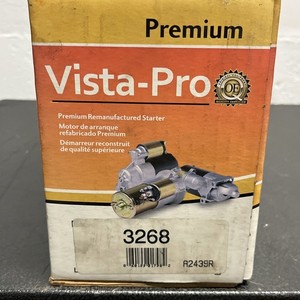 Premium
Vista-Pro
Premium Remanufactured Starter
Motor de arranque
refabricado Premium
Démarreur reconstruit
de qualité supérieure
3268
R2439R